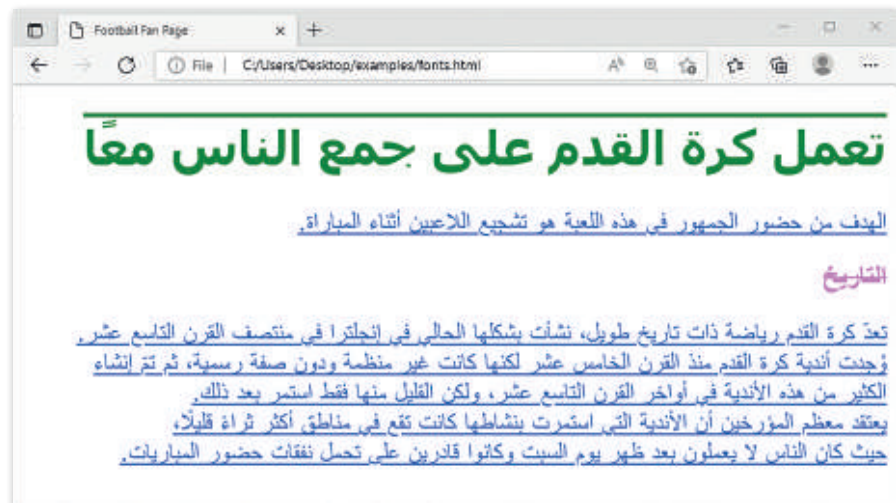 Football Fan Page
File | C:/Users/Desktop/examples/fonts.html
تعمل كرة القدم على جمع الناس معًا
الهدف من حضور الجمهور في هذه اللعبة هو تشجيع اللاعبين أثناء المباراة.
التاريخ
تعدّ كرة القدم رياضة ذات تاريخ طويل، نشأت بشكلها الحالي في إنجلترا في منتصف القرن التاسع عشر.
وُجدت أندية كرة القدم منذ القرن الخامس عشر لكنها كانت غير منظمة ودون صفة رسمية، ثم تمّ إنشاء
الكثير من هذه الأندية في أواخر القرن التاسع عشر، ولكن القليل منها فقط استمر بعد ذلك.
يعتقد معظم المؤرخين أن الأندية التي استمرت بنشاطها كانت تقع في مناطق أكثر ثراءً قليلًا،
حيث كان الناس لا يعملون بعد ظهر يوم السبت وكانوا قادرين على تحمل نفقات حضور المباريات.